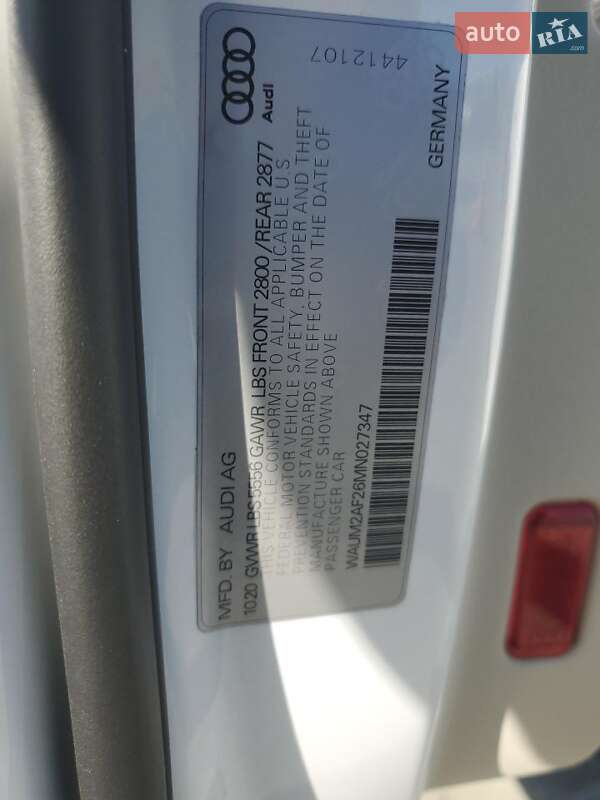 auto RIA.com
4412107
Audi
GERMANY
MFD. BY AUDI AG
10.20 GVWR LBS 5556 GAWR LBS FRONT 2800 /REAR 2877
THIS VEHICLE CONFORMS TO ALL APPLICABLE U.S
FEDERAL MOTOR VEHICLE SAFETY, BUMPER AND THEFT
PREVENTION STANDARDS IN EFFECT ON THE DATE OF
MANUFACTURE SHOWN ABOVE
PASSENGER CAR
WAUM2AF26MN027347